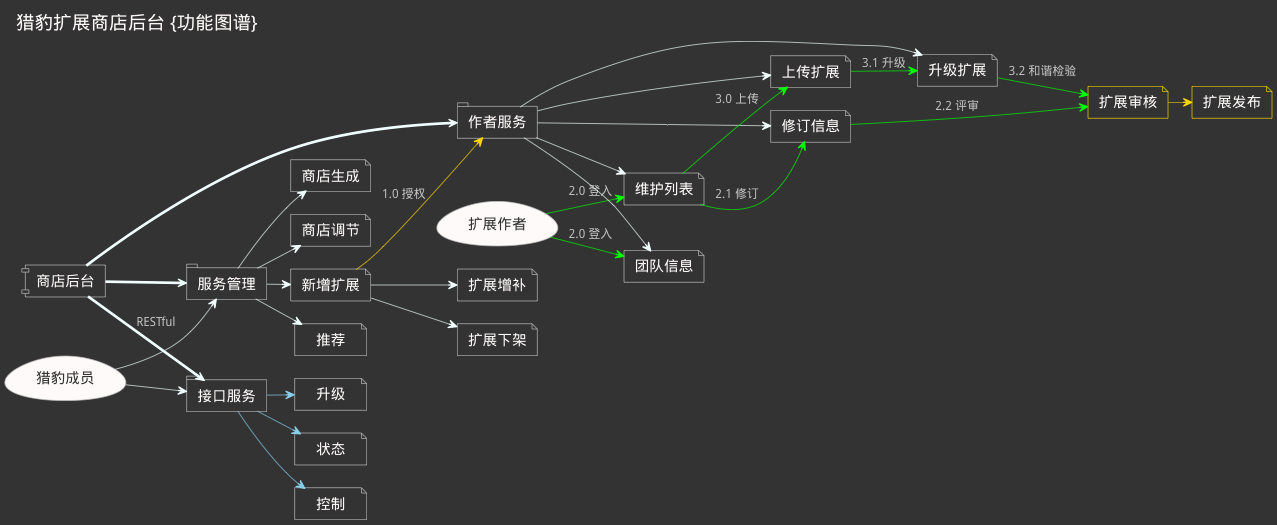 猎豹扩展商店后台 {功能图谱}
上传扩展
3.1 升级
升级扩展
3.2 和谐检验
扩展审核
扩展发布
3.0 上传
2.2 评审
作者服务
修订信息
商店生成
1.0 授权
2.0 登入
维护列表
2.1 修订
扩展作者
商店调节
2.0 登入
团队信息
商店后台
服务管理
新增扩展
扩展增补
RESTful
推荐
扩展下架
猎豹成员
接口服务
升级
状态
控制